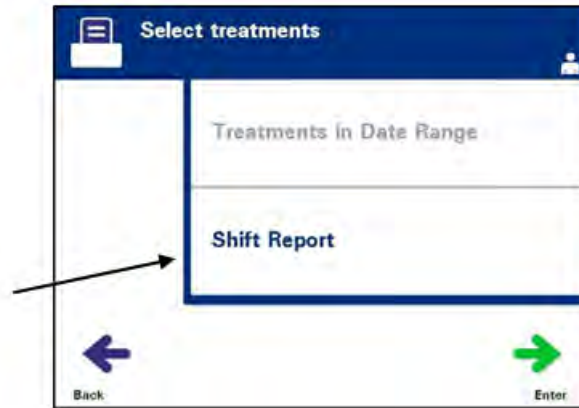 Select treatments
Treatments in Date Range
Shift Report
Back
Enter